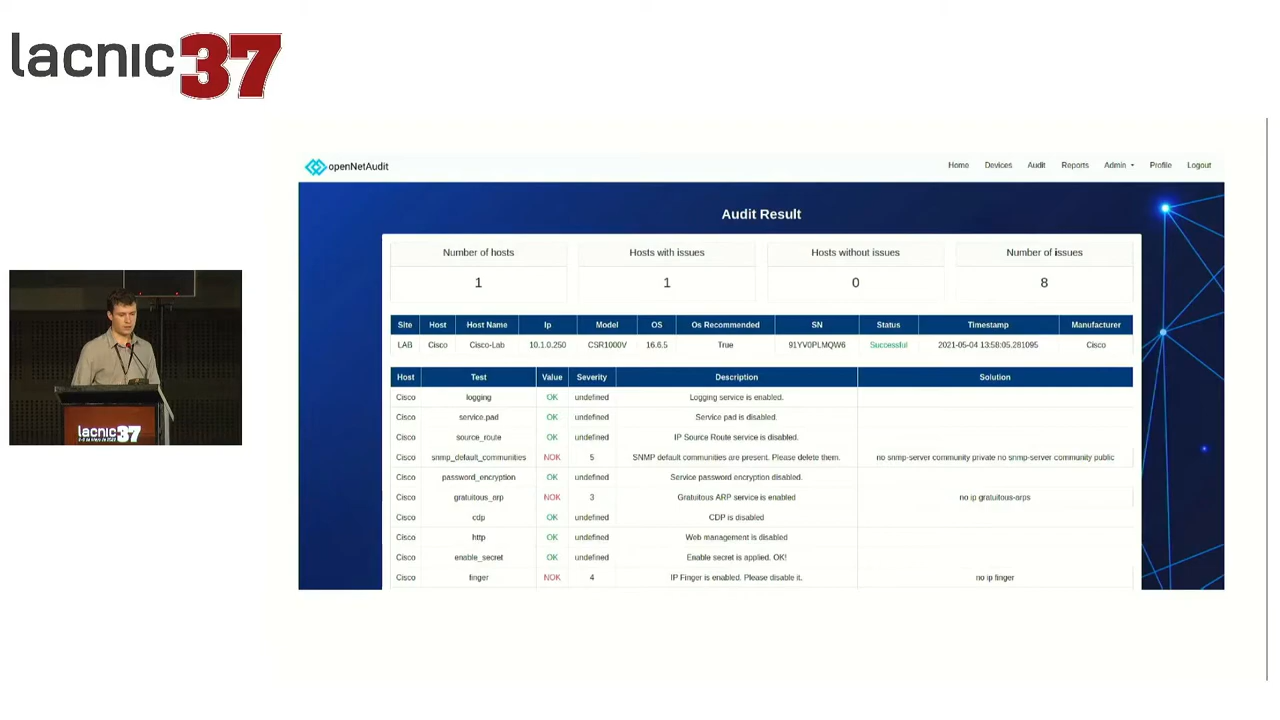 lacnic 37
openNetAudit
Home Devices Audit Reports Admin Profile Logout
Audit Result
Number of hosts Hosts with issues Hosts without issues Number of issues
1 1 0 8
Site Host Host Name Ip Model OS Os Recommended SN Status Timestamp Manufacturer
LAB Cisco Cisco-Lab 10.1.0.250 CSR1000V 16.6.5 True 91YV0PLMQW6 Successful 2021-05-04 13:58:05.281095 Cisco
Host Test Value Severity Description Solution
Cisco logging OK undefined Logging service is enabled.
Cisco service.pad OK undefined Service pad is disabled.
Cisco source_route OK undefined IP Source Route service is disabled.
Cisco snmp_default_communities NOK 5 SNMP default communities are present. Please delete them. no snmp-server community private no snmp-server community public
Cisco password_encryption OK undefined Service password encryption disabled.
Cisco gratuitous_arp NOK 3 Gratuitous ARP service is enabled no ip gratuitous-arps
Cisco cdp OK undefined CDP is disabled
Cisco http OK undefined Web management is disabled
Cisco enable_secret OK undefined Enable secret is applied. OK!
Cisco finger NOK 4 IP Finger is enabled. Please disable it. no ip finger
lacnic 37